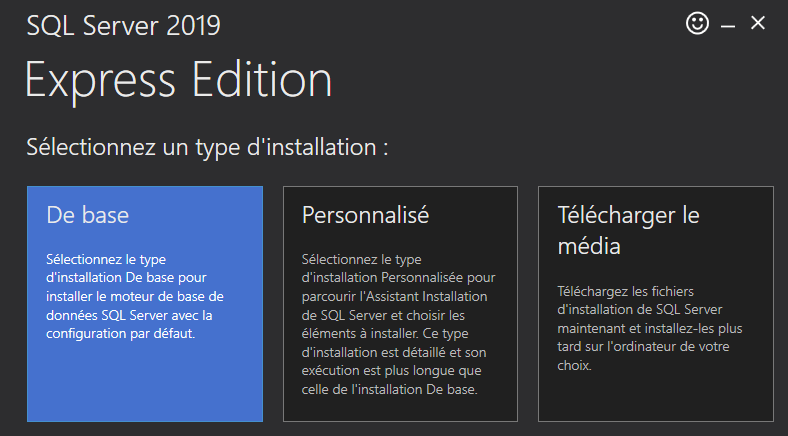 SQL Server 2019
Express Edition
Sélectionnez un type d'installation :
De base
Sélectionnez le type
d'installation De base pour
installer le moteur de base de
données SQL Server avec la
configuration par défaut.
Personnalisé
Sélectionnez le type
d'installation Personnalisée pour
parcourir l'Assistant Installation
de SQL Server et choisir les
éléments à installer. Ce type
d'installation est détaillé et son
exécution est plus longue que
celle de l'installation De base.
Télécharger le
média
Téléchargez les fichiers
d'installation de SQL Server
maintenant et installez-les plus
tard sur l'ordinateur de votre
choix.